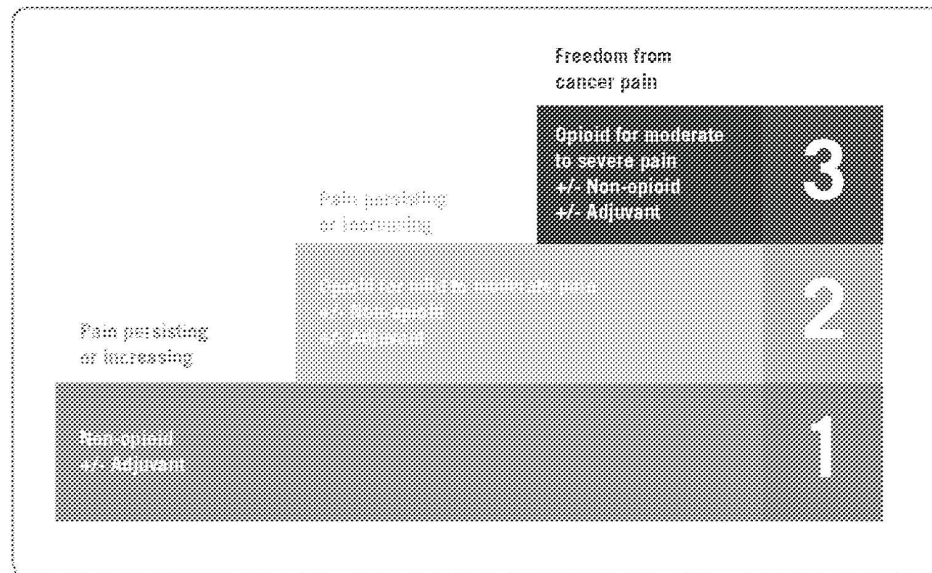 Freedom from
cancer pain
Opioid for moderate
to severe pain
+/- Non-opioid
+/- Adjuvant
3
Pain persisting
or increasing
Opioid for mild to moderate pain
+/- Non-opioid
+/- Adjuvant
2
Pain persisting
or increasing
Non-opioid
+/- Adjuvant
1